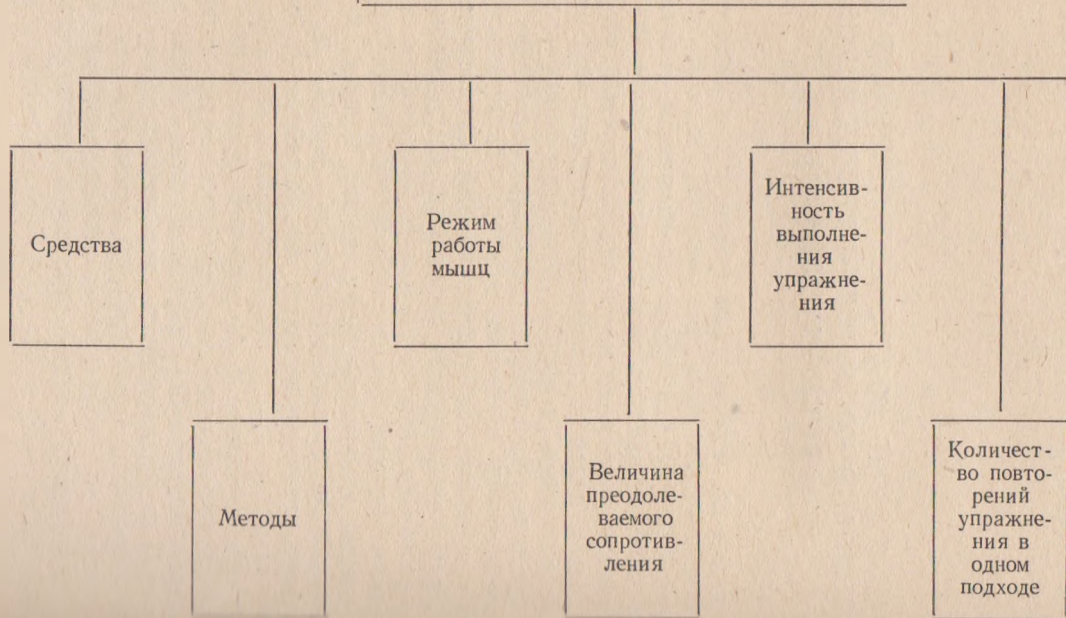 Средства
Режим
работы
мышц
Интенсив-
ность
выполне-
ния
упражне-
ния
Методы
Величина
преодоле-
ваемого
сопротив-
ления
Количест-
во повто-
рений
упражне-
ния в
одном
подходе